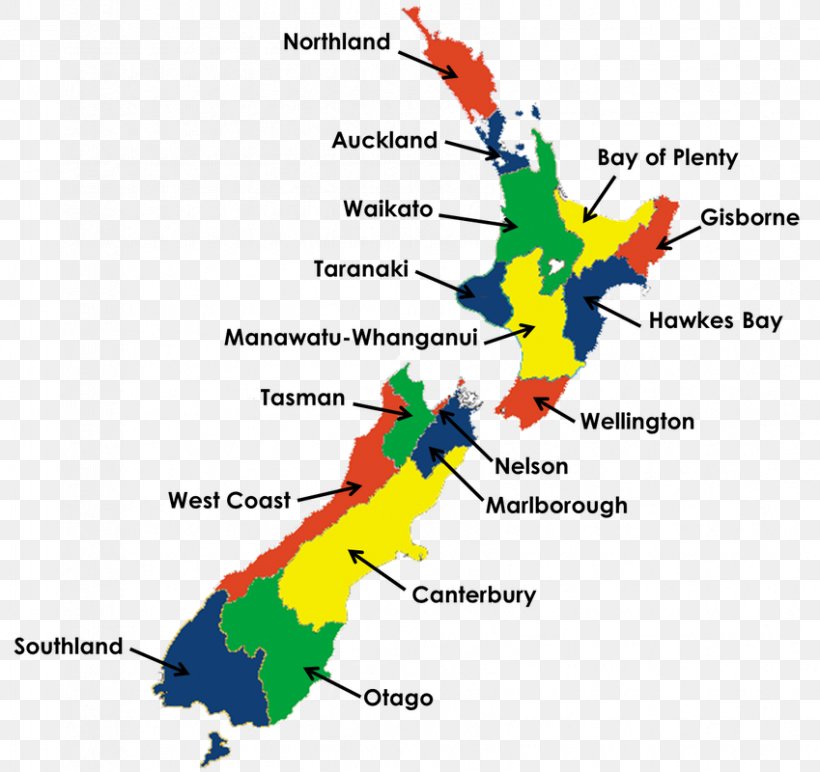 Northland
Auckland
Bay of Plenty
Waikato
Gisborne
Taranaki
Hawkes Bay
Manawatu-Whanganui
Tasman
Wellington
Nelson
West Coast
Marlborough
Canterbury
Southland
Otago